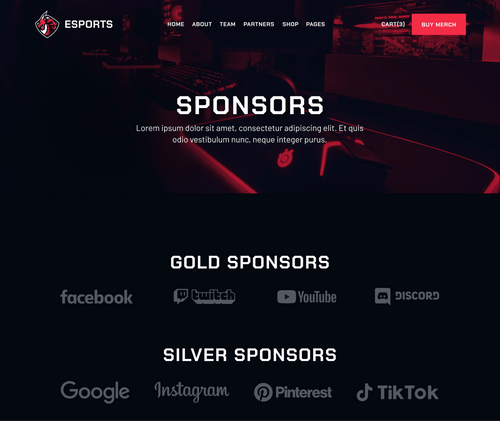 ESPORTS
HOME ABOUT TEAM PARTNERS SHOP PAGES
CART(3)
BUY MERCH
SPONSORS
Lorem ipsum dolor sit amet, consectetur adipiscing elit. Et quis
odio vestibulum nunc, neque integer purus.
GOLD SPONSORS
facebook twitch YouTube DISCORD
SILVER SPONSORS
Google Instagram Pinterest TikTok